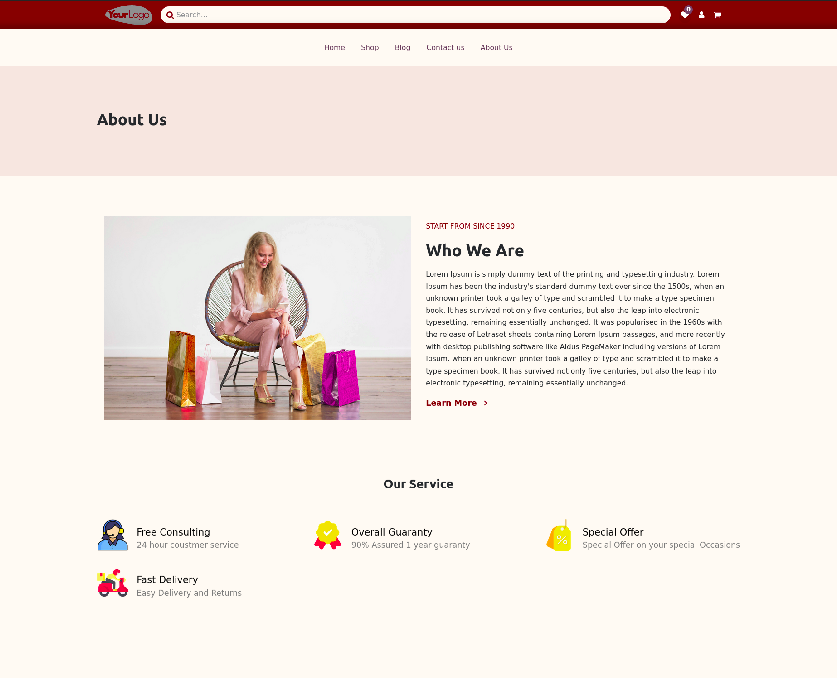 YourLogo
Search...
0
Home Shop Blog Contact us About Us
About Us
START FROM SINCE 1990
Who We Are
Lorem Ipsum is simply dummy text of the printing and typesetting industry. Lorem
Ipsum has been the industry's standard dummy text ever since the 1500s, when an
unknown printer took a galley of type and scrambled it to make a type specimen
book. It has survived not only five centuries, but also the leap into electronic
typesetting, remaining essentially unchanged. It was popularised in the 1960s with
the release of Letraset sheets containing Lorem Ipsum passages, and more recently
with desktop publishing software like Aldus PageMaker including versions of Lorem
Ipsum. when an unknown printer took a galley of type and scrambled it to make a
type specimen book. It has survived not only five centuries, but also the leap into
electronic typesetting, remaining essentially unchanged.
Learn More
Our Service
Free Consulting
24 hour coustmer service
Overall Guaranty
90% Assured 1 year guaranty
%
Special Offer
Special Offer on your special Occasions
Fast Delivery
Easy Delivery and Returns